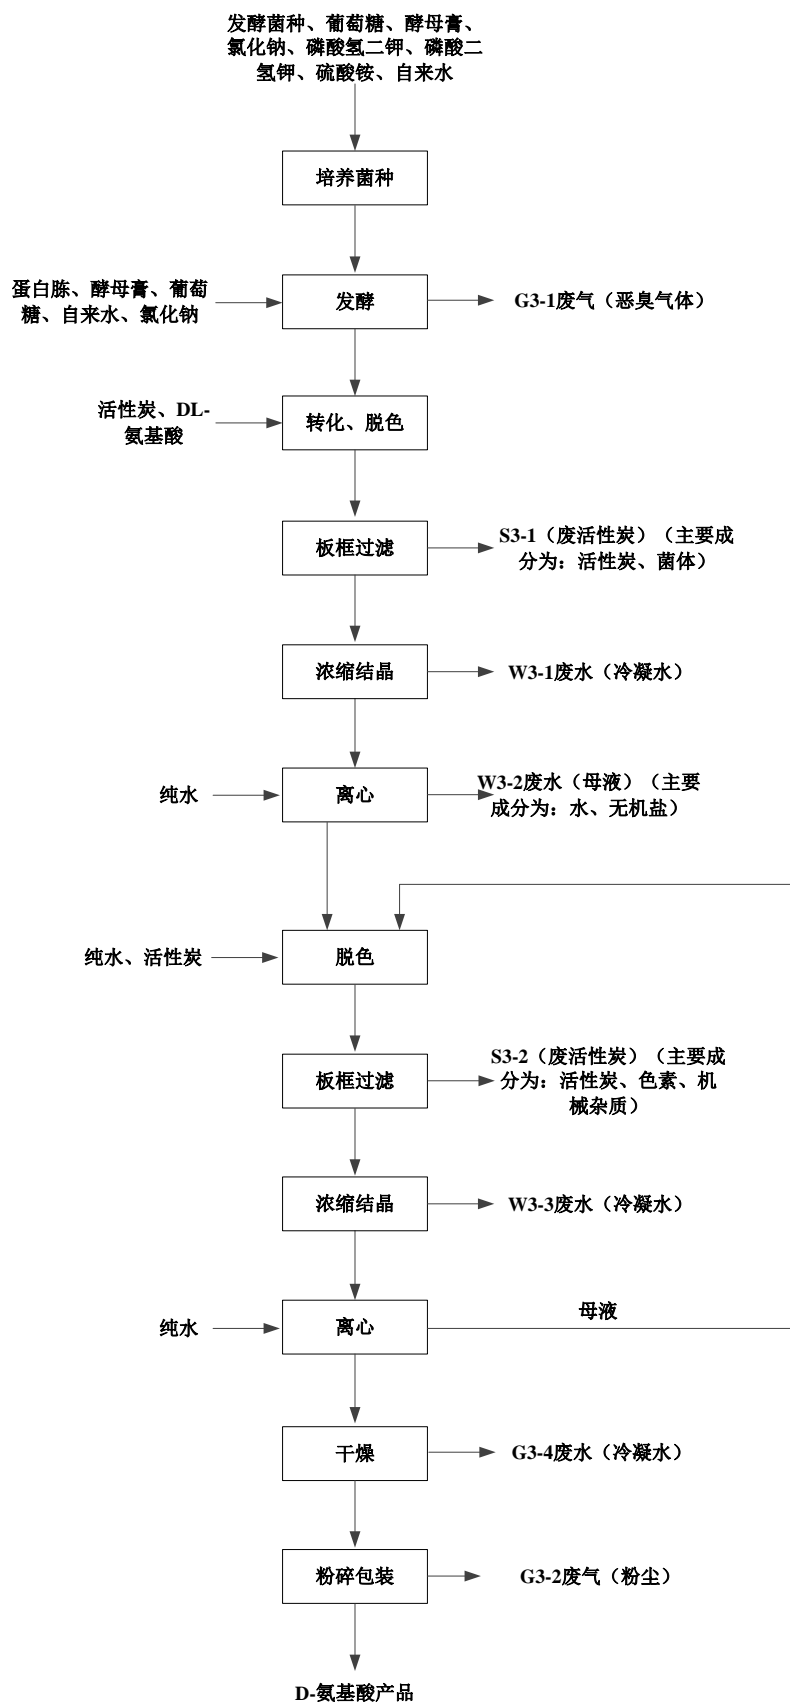 发酵菌种、葡萄糖、酵母膏、
氯化钠、磷酸氢二钾、磷酸二
氢钾、硫酸铵、自来水
培养菌种
蛋白胨、酵母膏、葡萄
糖、自来水、氯化钠
发酵
G3-1废气（恶臭气体）
活性炭、DL-
氨基酸
转化、脱色
板框过滤
S3-1（废活性炭）（主要成
分为：活性炭、菌体）
浓缩结晶
W3-1废水（冷凝水）
纯水
离心
W3-2废水（母液）（主要
成分为：水、无机盐）
纯水、活性炭
脱色
板框过滤
S3-2（废活性炭）（主要成
分为：活性炭、色素、机
械杂质）
浓缩结晶
W3-3废水（冷凝水）
纯水
离心
母液
干燥
G3-4废水（冷凝水）
粉碎包装
G3-2废气（粉尘）
D-氨基酸产品